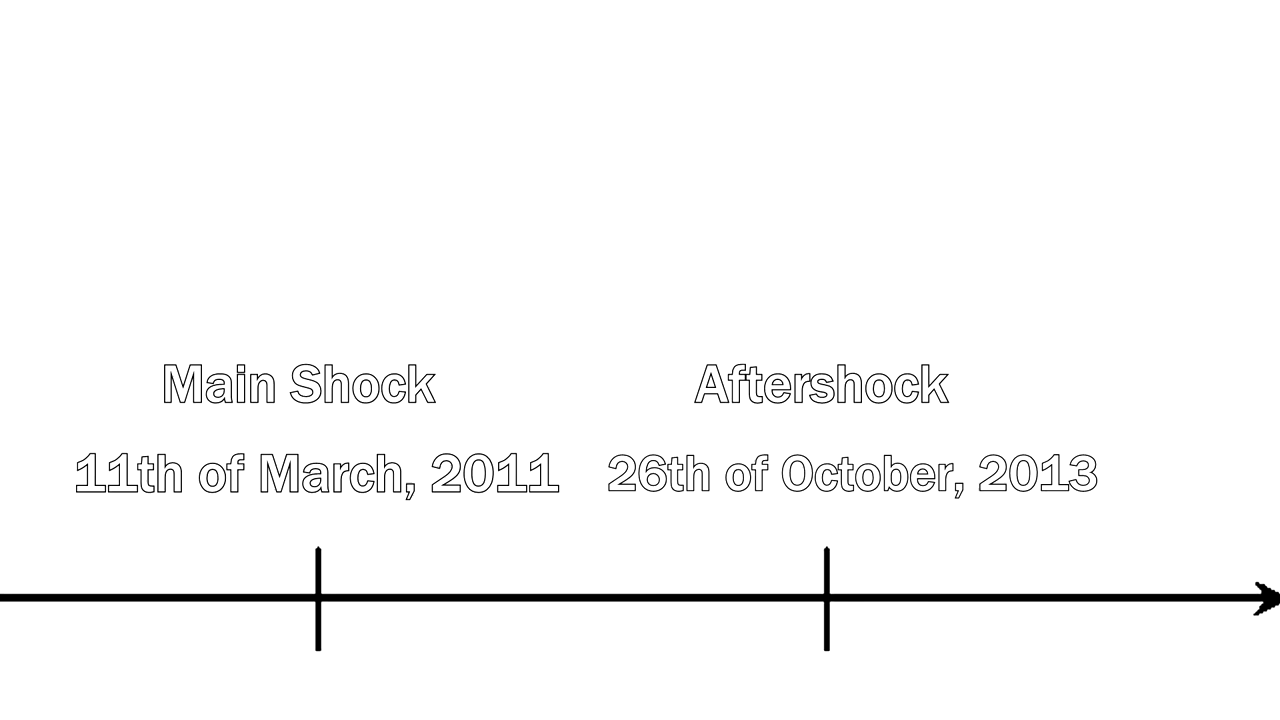 Main Shock
11th of March, 2011
Aftershock
26th of October, 2013